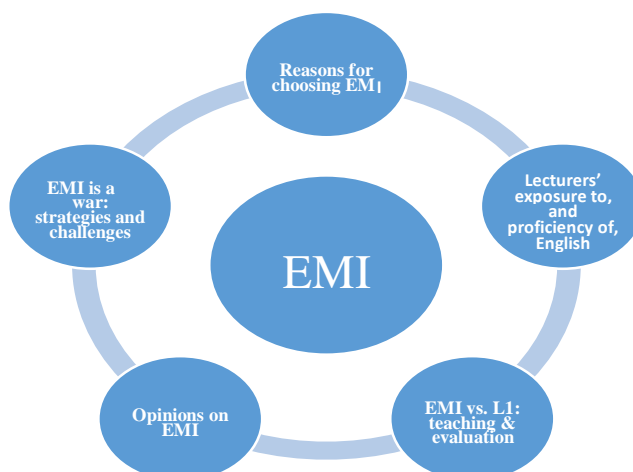 Reasons for
choosing EMI
Lecturers'
exposure to,
and
proficiency of,
English
EMI vs. L1:
teaching &
evaluation
Opinions on
EMI
EMI is a
war:
strategies and
challenges
EMI